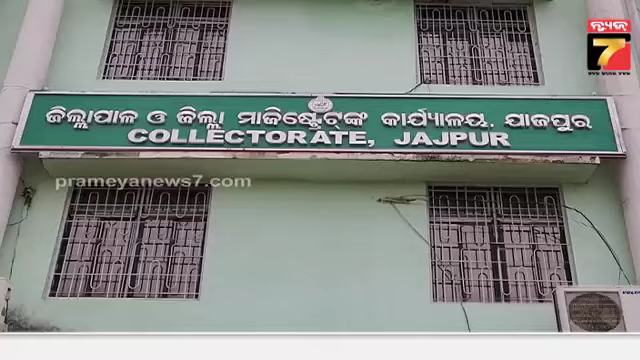 ନ୍ୟୁଜ୍
7
ଜିଲ୍ଲାପାଳ ଓ ଜିଲ୍ଲା ମାଜିଷ୍ଟ୍ରେଟଙ୍କ କାର୍ଯ୍ୟାଳୟ, ଯାଜପୁର
COLLECTORATE, JAJPUR
prameyanews7.com